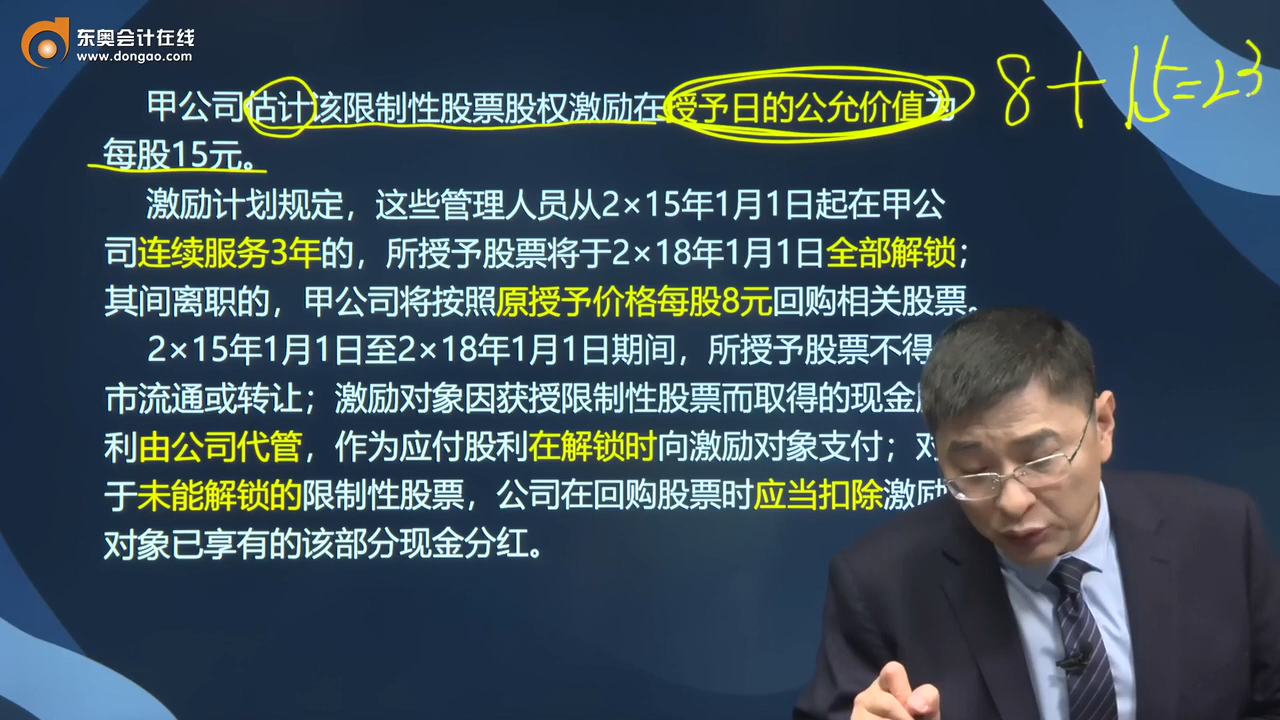 东奥会计在线
www.dongao.com
8+15=23
甲公司估计该限制性股票股权激励在授予日的公允价值为
每股15元。
激励计划规定，这些管理人员从2×15年1月1日起在甲公
司连续服务3年的，所授予股票将于2×18年1月1日全部解锁；
其间离职的，甲公司将按照原授予价格每股8元回购相关股票。
2×15年1月1日至2×18年1月1日期间，所授予股票不得
市流通或转让；激励对象因获授限制性股票而取得的现金
利由公司代管，作为应付股利在解锁时向激励对象支付；对
于未能解锁的限制性股票，公司在回购股票时应当扣除激励
对象已享有的该部分现金分红。